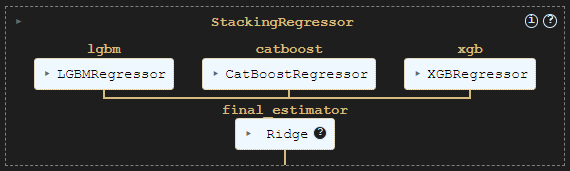 StackingRegressor
i ?
lgbm catboost xgb
LGBMRegressor CatBoostRegressor XGBRegressor
final_estimator
Ridge ?